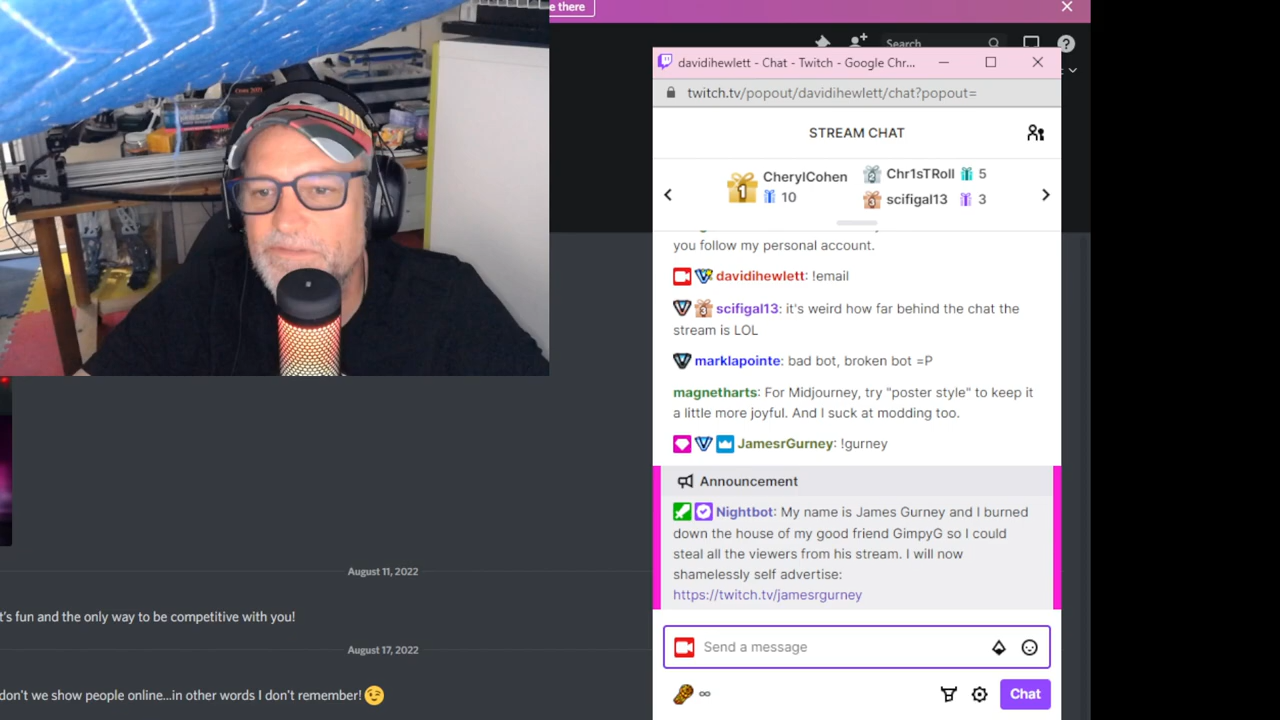 e there
Search
davidihewlett - Chat - Twitch - Google Chr...
twitch.tv/popout/davidihewlett/chat?popout=
STREAM CHAT
1 CherylCohen
10
2 Chr1sTRoll 5
3 scifigal13 3
you follow my personal account.
davidihewlett: !email
scifigal13: it's weird how far behind the chat the
stream is LOL
marklapointe: bad bot, broken bot =P
magnetharts: For Midjourney, try "poster style" to keep it
a little more joyful. And I suck at modding too.
JamesrGurney: !gurney
Announcement
Nightbot: My name is James Gurney and I burned
down the house of my good friend GimpyG so I could
steal all the viewers from his stream. I will now
shamelessly self advertise:
https://twitch.tv/jamesrgurney
Send a message
∞
Chat
August 11, 2022
t's fun and the only way to be competitive with you!
August 17, 2022
don't we show people online...in other words I don't remember! 😉